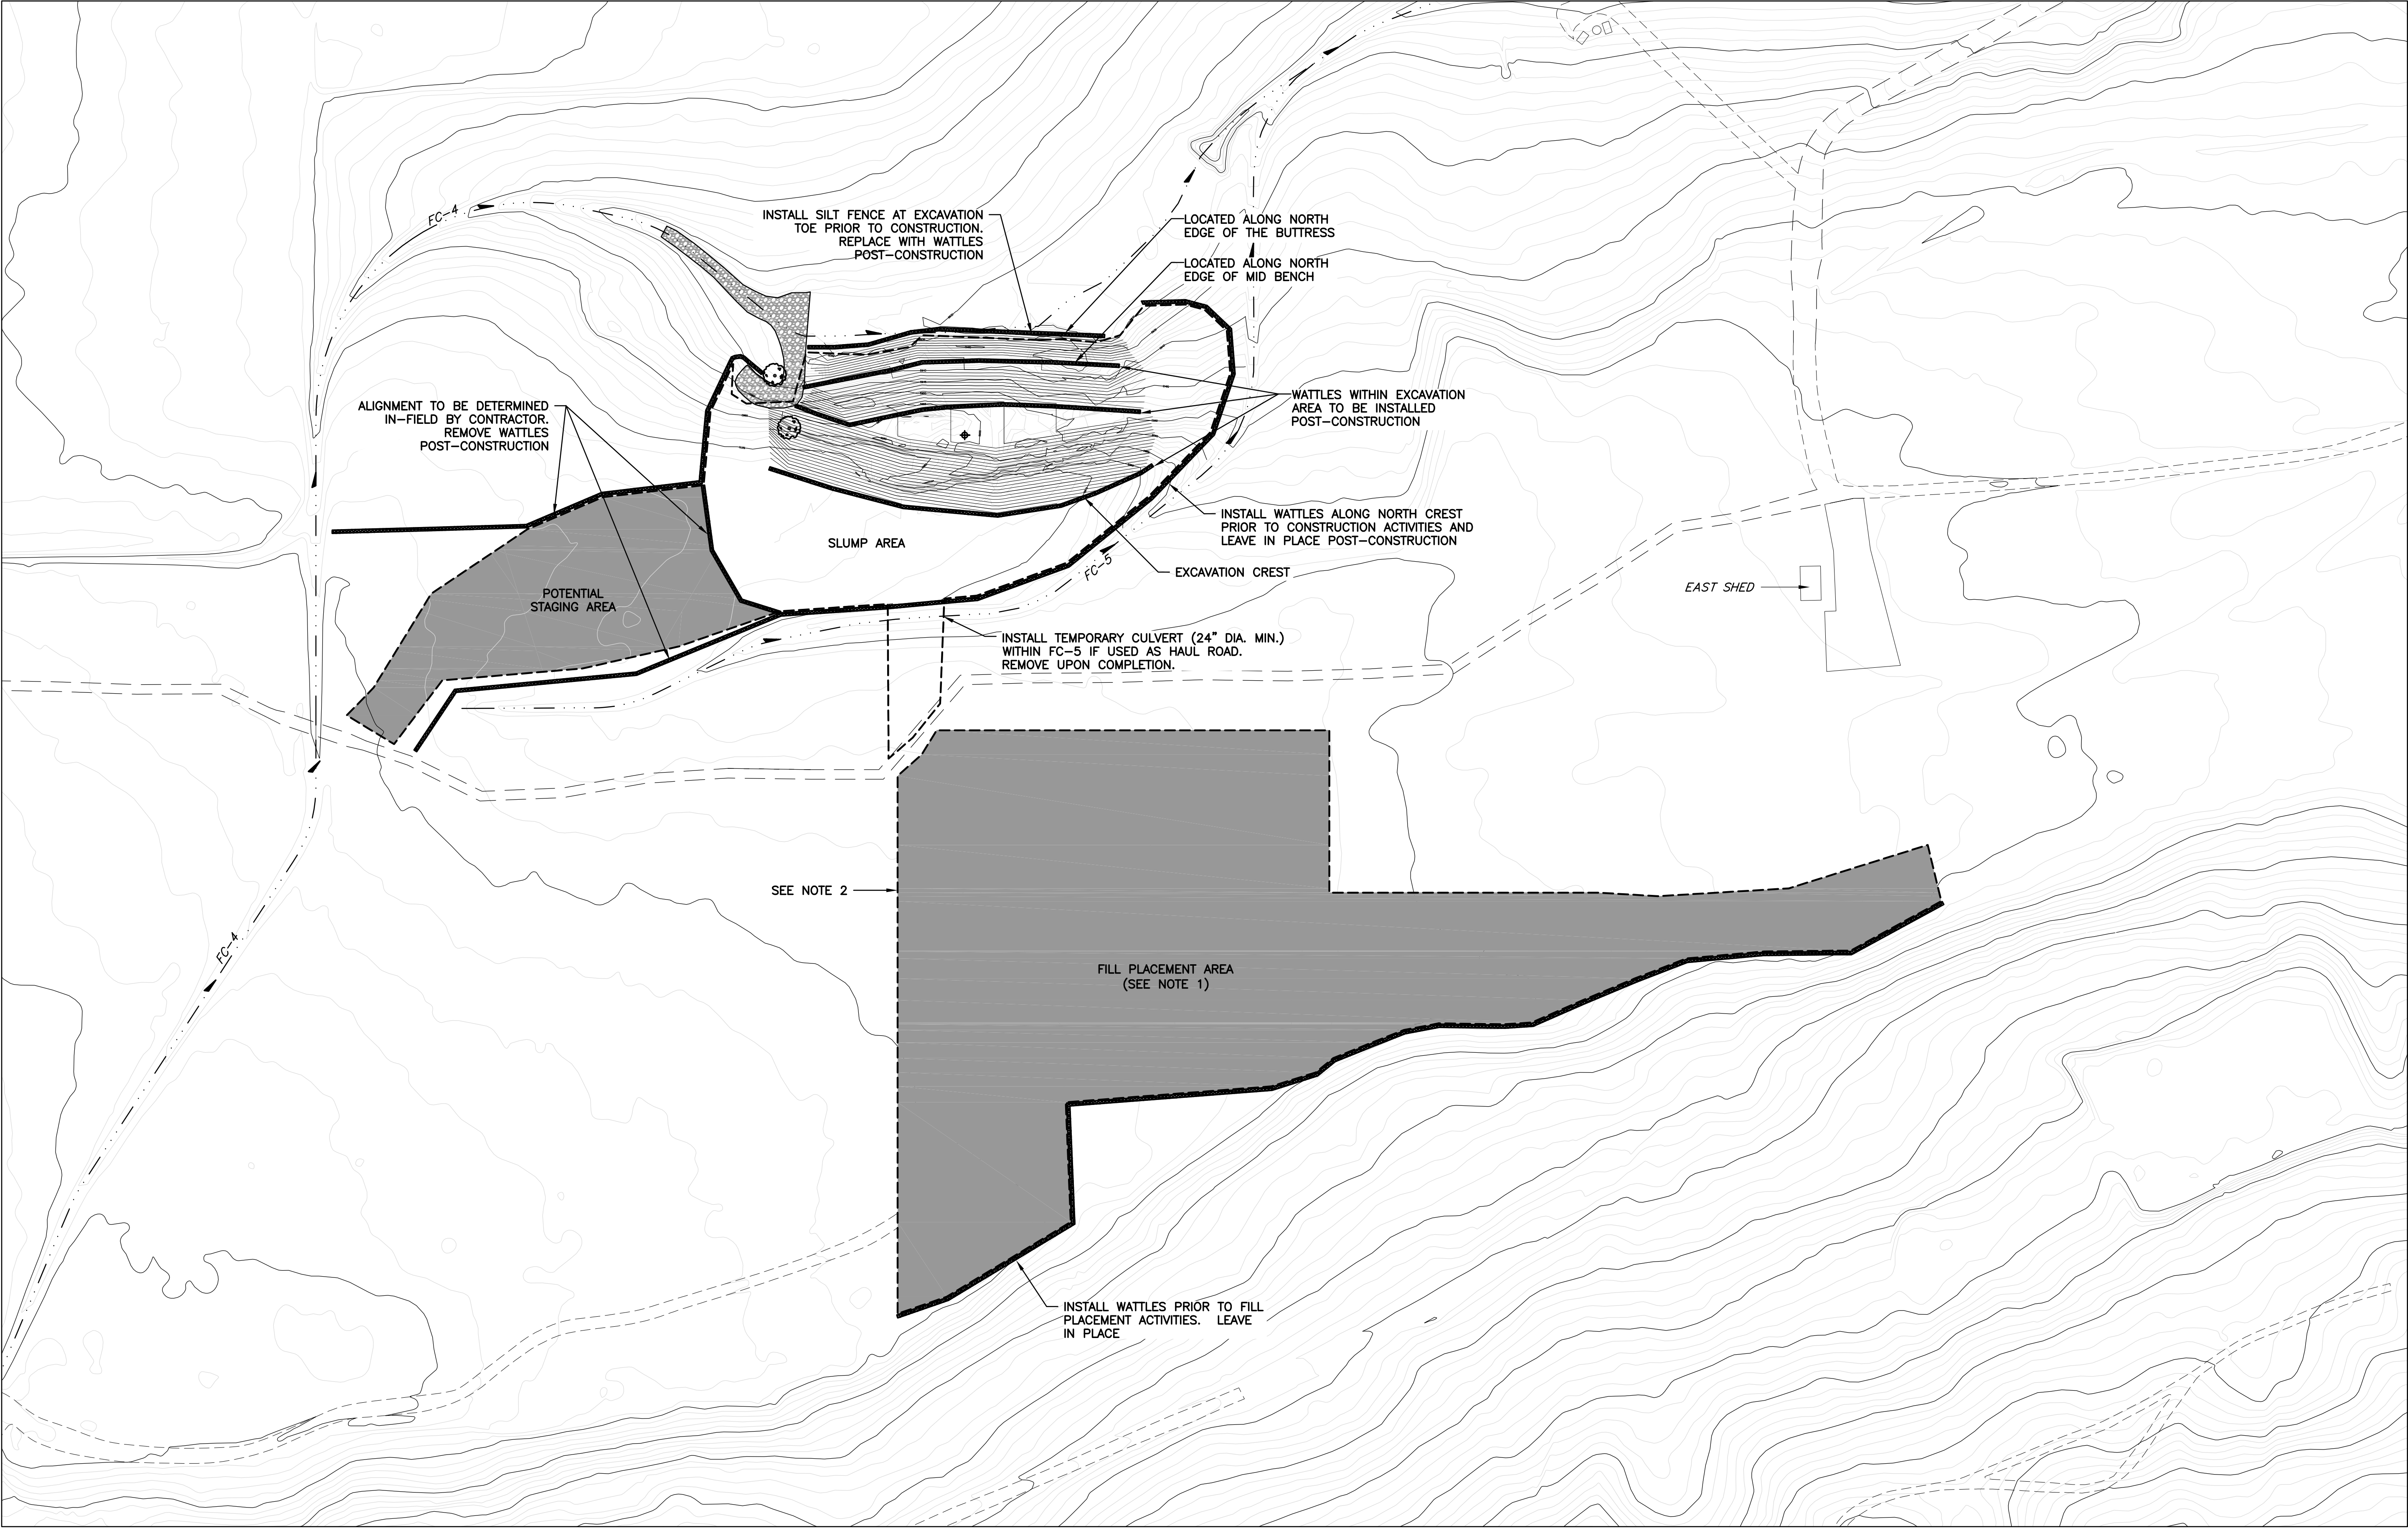 FC-4
INSTALL SILT FENCE AT EXCAVATION
TOE PRIOR TO CONSTRUCTION.
REPLACE WITH WATTLES
POST-CONSTRUCTION
LOCATED ALONG NORTH
EDGE OF THE BUTTRESS
LOCATED ALONG NORTH
EDGE OF MID BENCH
WATTLES WITHIN EXCAVATION
AREA TO BE INSTALLED
POST-CONSTRUCTION
ALIGNMENT TO BE DETERMINED
IN-FIELD BY CONTRACTOR.
REMOVE WATTLES
POST-CONSTRUCTION
INSTALL WATTLES ALONG NORTH CREST
PRIOR TO CONSTRUCTION ACTIVITIES AND
LEAVE IN PLACE POST-CONSTRUCTION
SLUMP AREA
FC-5
EXCAVATION CREST
EAST SHED
POTENTIAL
STAGING AREA
INSTALL TEMPORARY CULVERT (24" DIA. MIN.)
WITHIN FC-5 IF USED AS HAUL ROAD.
REMOVE UPON COMPLETION.
SEE NOTE 2
FC-4
FILL PLACEMENT AREA
(SEE NOTE 1)
INSTALL WATTLES PRIOR TO FILL
PLACEMENT ACTIVITIES. LEAVE
IN PLACE